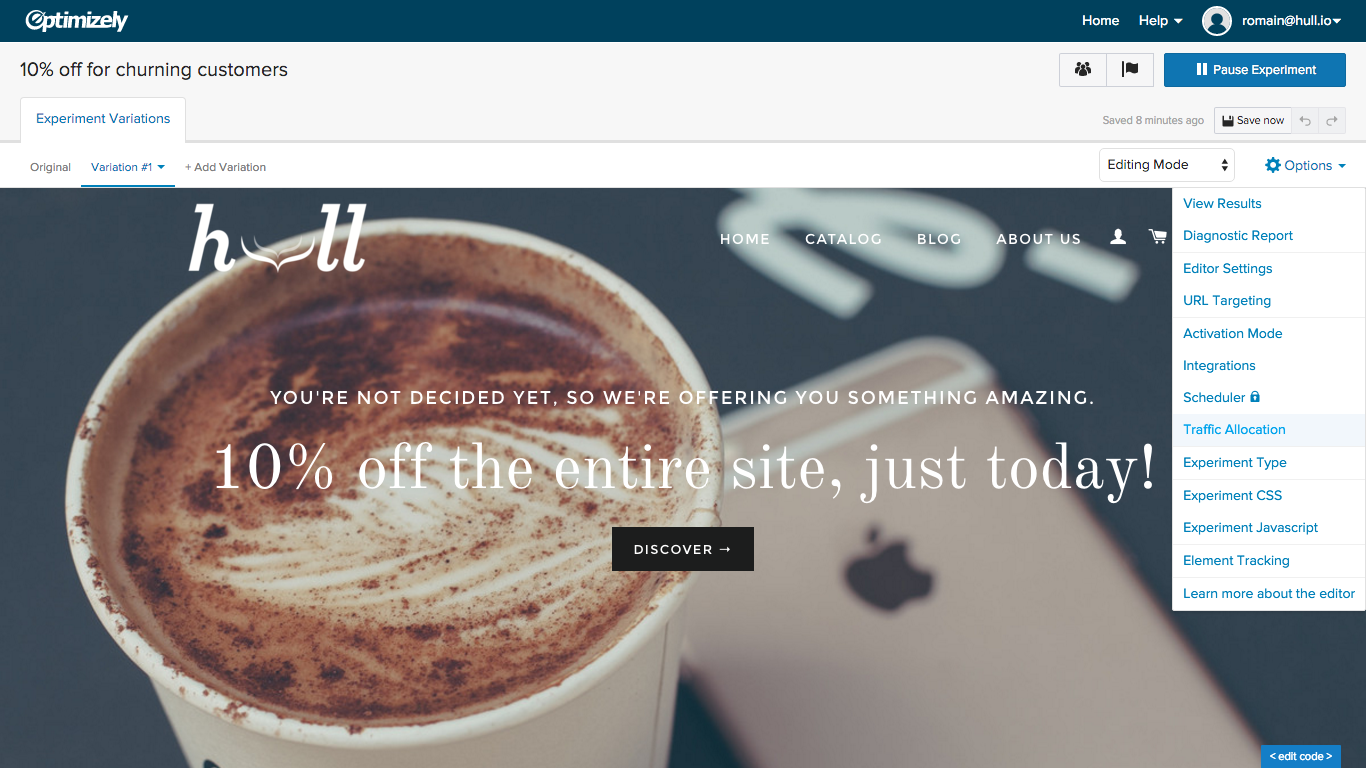 Optimizely
Home Help romain@hull.io
10% off for churning customers
Pause Experiment
Experiment Variations
Saved 8 minutes ago Save now
Original Variation #1 + Add Variation
Editing Mode Options
View Results
Diagnostic Report
Editor Settings
URL Targeting
Activation Mode
Integrations
Scheduler
Traffic Allocation
Experiment Type
Experiment CSS
Experiment Javascript
Element Tracking
Learn more about the editor
hull
HOME CATALOG BLOG ABOUT US
YOU'RE NOT DECIDED YET, SO WE'RE OFFERING YOU SOMETHING AMAZING.
10% off the entire site, just today!
DISCOVER →
< edit code >